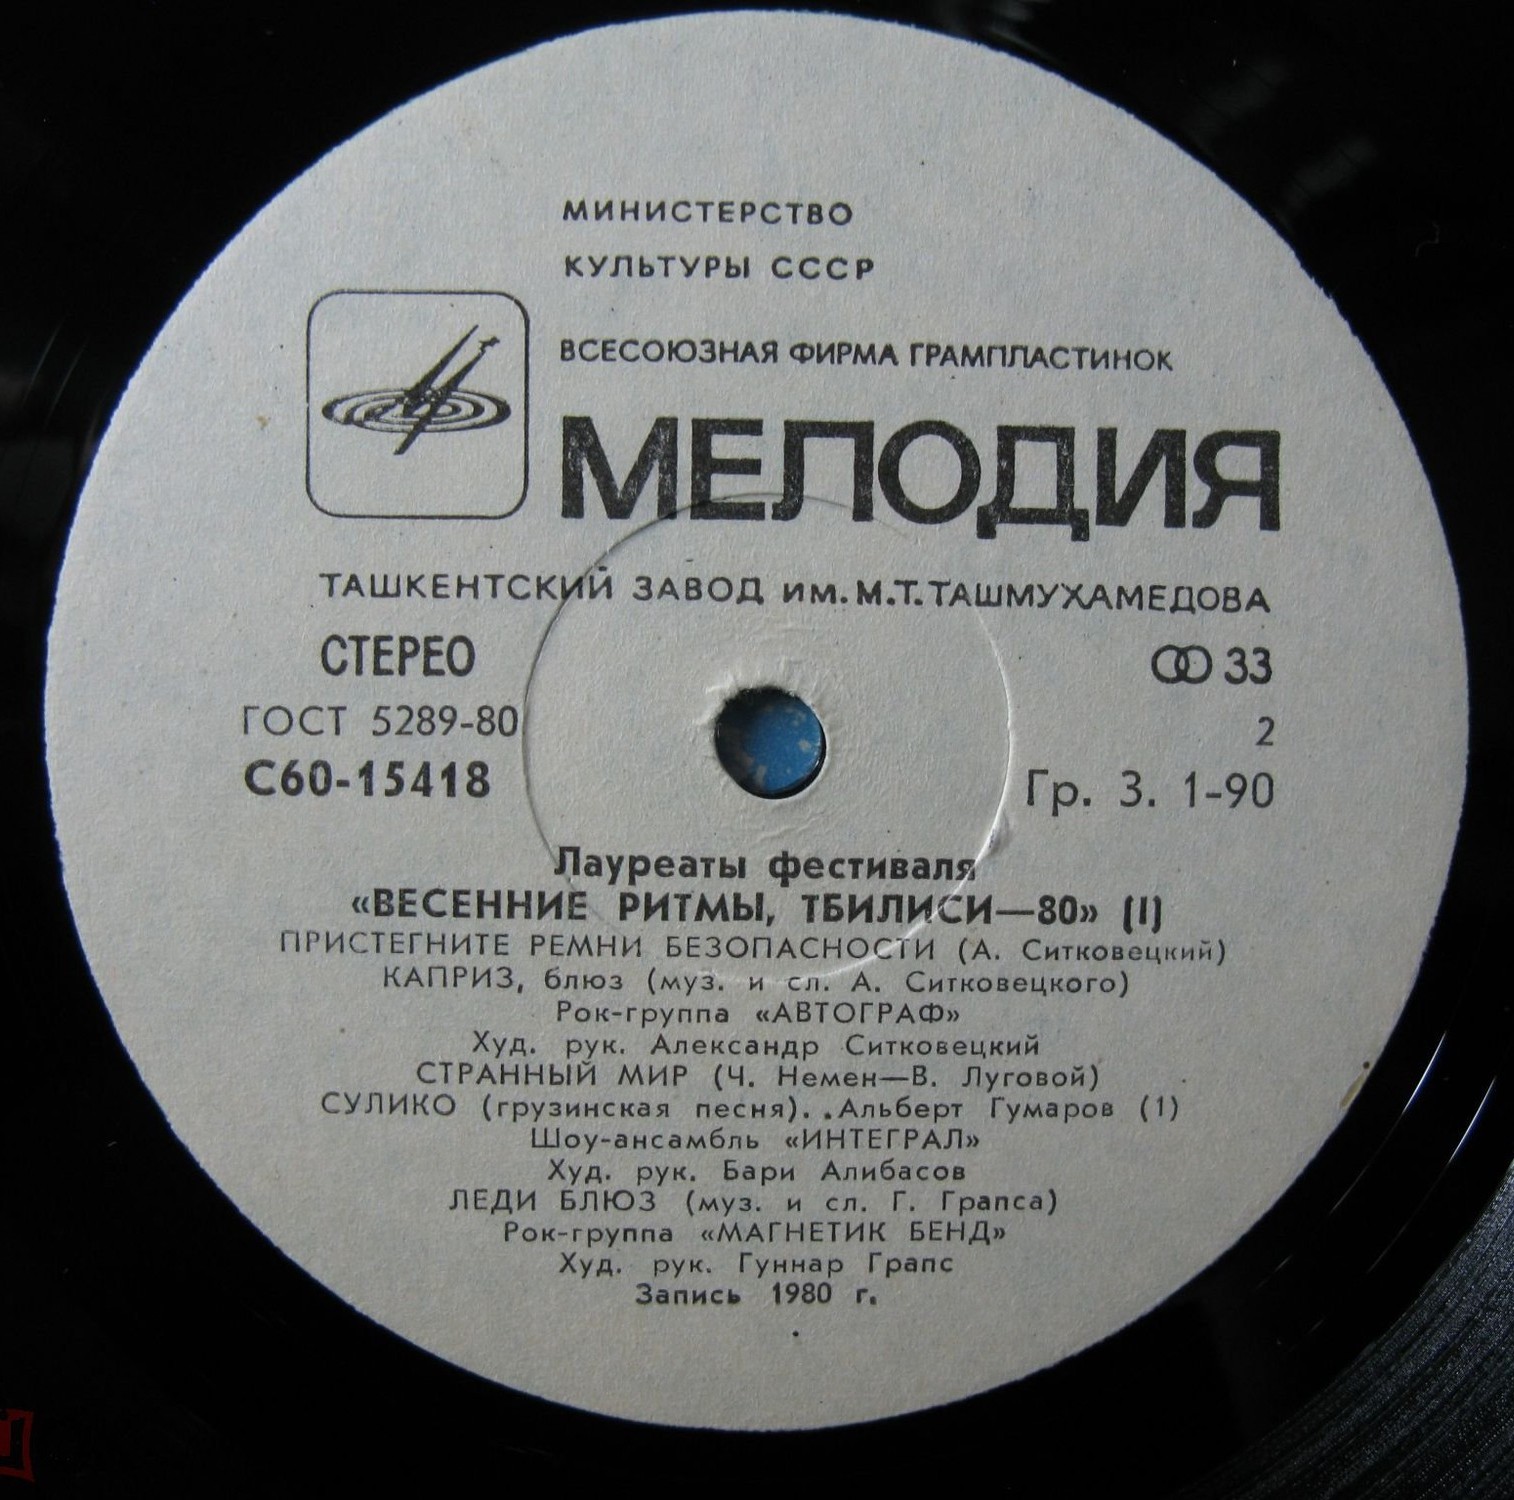 МИНИСТЕРСТВО
КУЛЬТУРЫ СССР
ВСЕСОЮЗНАЯ ФИРМА ГРАМПЛАСТИНОК
МЕЛОДИЯ
ТАШКЕНТСКИЙ ЗАВОД им. М.Т. ТАШМУХАМЕДОВА
СТЕРЕО 33
ГОСТ 5289-80 2
С60-15418 Гр. 3. 1-90
Лауреаты фестиваля
«ВЕСЕННИЕ РИТМЫ, ТБИЛИСИ—80» (I)
ПРИСТЕГНИТЕ РЕМНИ БЕЗОПАСНОСТИ (А. Ситковецкий)
КАПРИЗ, блюз (муз. и сл. А. Ситковецкого)
Рок-группа «АВТОГРАФ»
Худ. рук. Александр Ситковецкий
СТРАННЫЙ МИР (Ч. Немен—В. Луговой)
СУЛИКО (грузинская песня). .Альберт Гумаров (1)
Шоу-ансамбль «ИНТЕГРАЛ»
Худ. рук. Бари Алибасов
ЛЕДИ БЛЮЗ (муз. и сл. Г. Грапса)
Рок-группа «МАГНЕТИК БЕНД»
Худ. рук. Гуннар Грапс
Запись 1980 г.